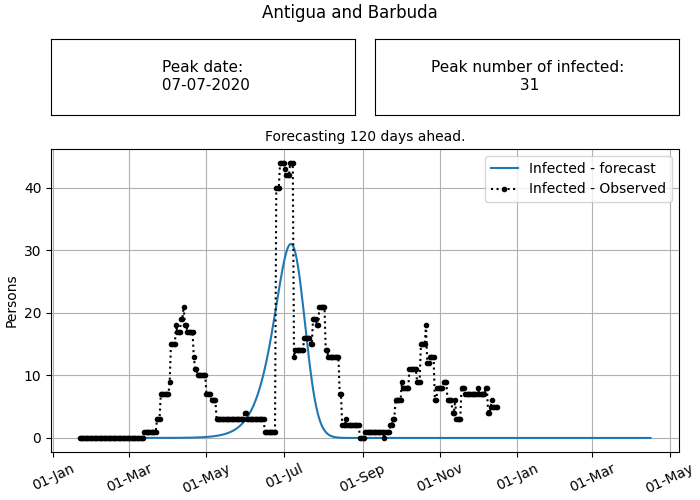 Antigua and Barbuda
Peak date:
07-07-2020
Peak number of infected:
31
Forecasting 120 days ahead.
Infected - forecast
Infected - Observed
Persons
40
30
20
10
0
01-Jan
01-Mar
01-May
01-Jul
01-Sep
01-Nov
01-Jan
01-Mar
01-May